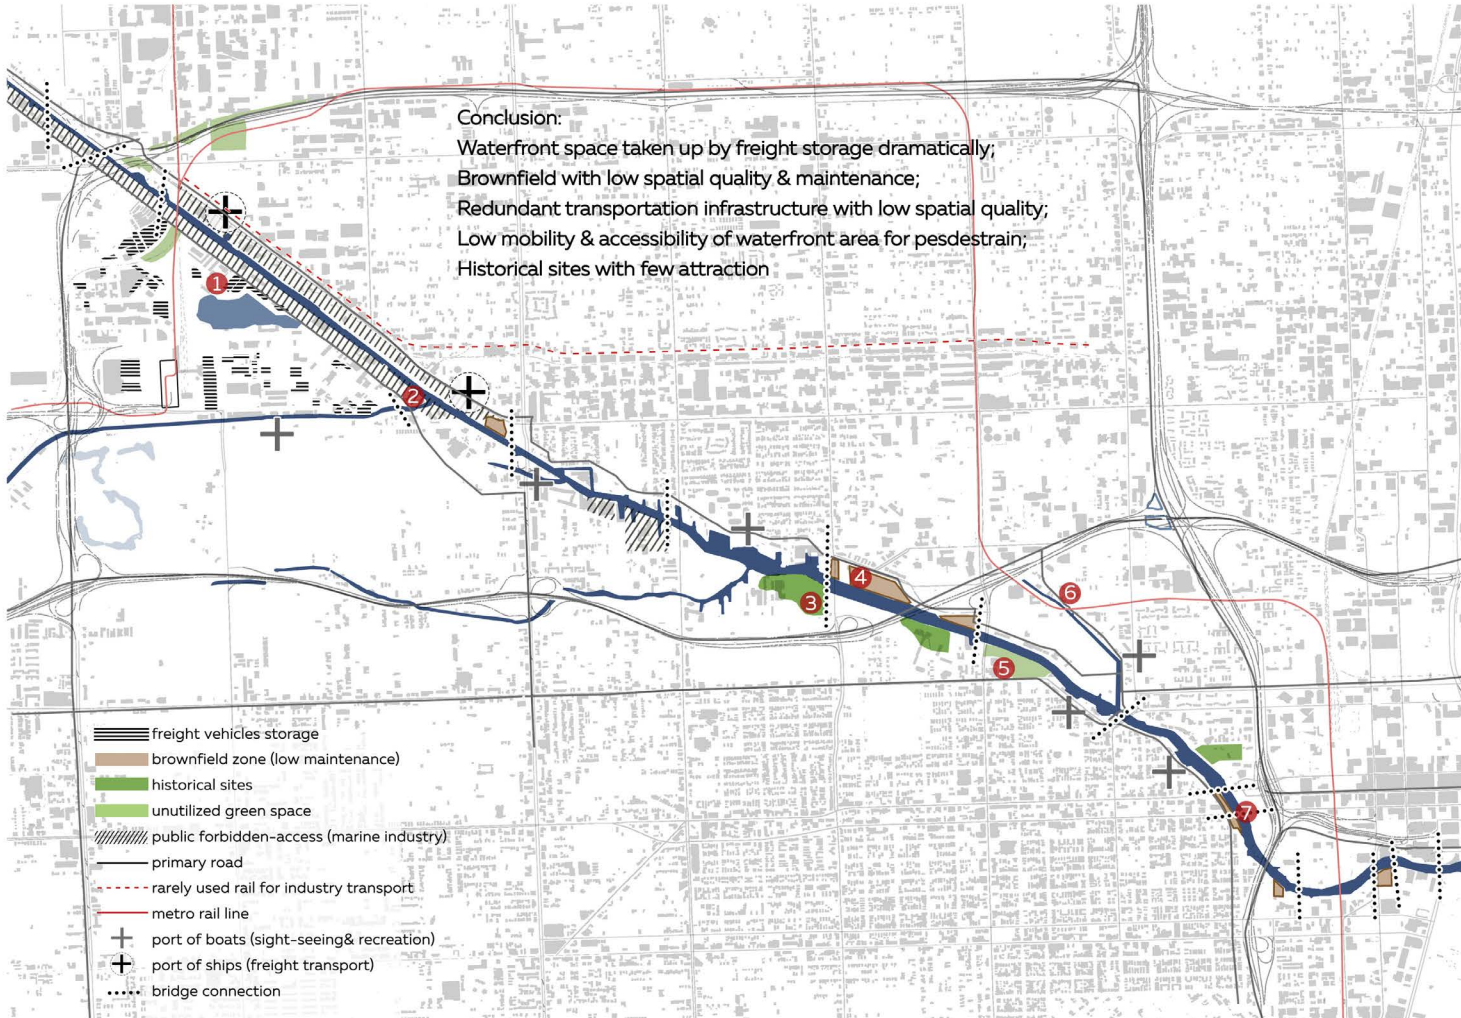 Conclusion:
Waterfront space taken up by freight storage dramatically;
Brownfield with low spatial quality & maintenance;
Redundant transportation infrastructure with low spatial quality;
Low mobility & accessibility of waterfront area for pesdestrain;
Historical sites with few attraction
1
2
3
4
5
6
7
freight vehicles storage
brownfield zone (low maintenance)
historical sites
unutilized green space
public forbidden-access (marine industry)
primary road
rarely used rail for industry transport
metro rail line
port of boats (sight-seeing& recreation)
port of ships (freight transport)
bridge connection